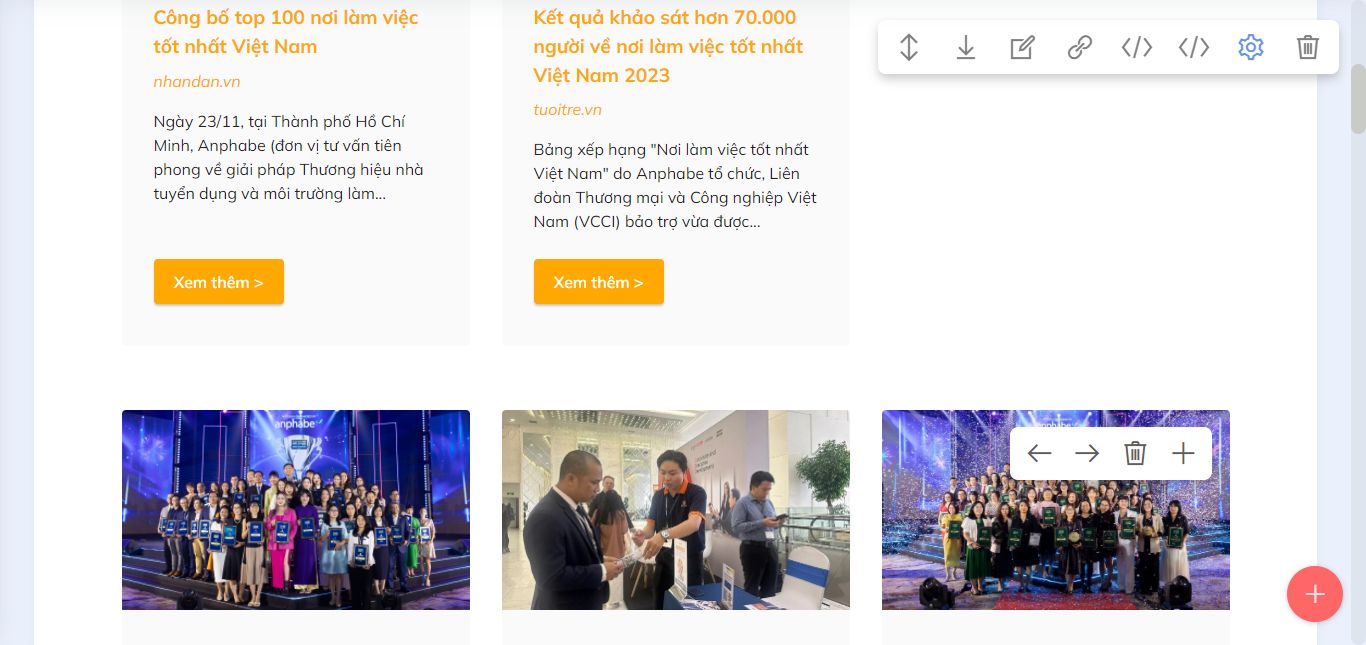 Công bố top 100 nơi làm việc
tốt nhất Việt Nam
nhandan.vn
Ngày 23/11, tại Thành phố Hồ Chí
Minh, Anphabe (đơn vị tư vấn tiên
phong về giải pháp Thương hiệu nhà
tuyển dụng và môi trường làm...
Xem thêm >
Kết quả khảo sát hơn 70.000
người về nơi làm việc tốt nhất
Việt Nam 2023
tuoitre.vn
Bảng xếp hạng "Nơi làm việc tốt nhất
Việt Nam" do Anphabe tổ chức, Liên
đoàn Thương mại và Công nghiệp Việt
Nam (VCCI) bảo trợ vừa được...
Xem thêm >
anphabe